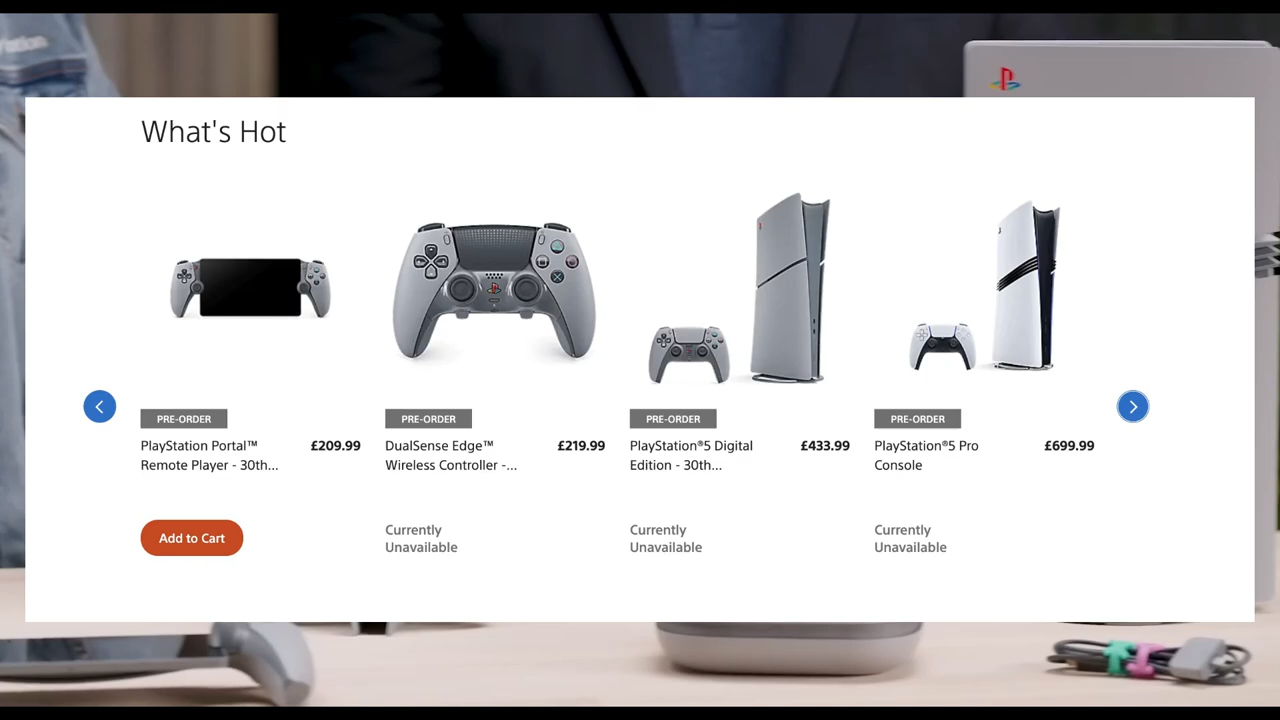 What's Hot
PRE-ORDER
PlayStation Portal™
Remote Player - 30th...
£209.99
Add to Cart
PRE-ORDER
DualSense Edge™
Wireless Controller -...
£219.99
Currently
Unavailable
PRE-ORDER
PlayStation®5 Digital
Edition - 30th...
£433.99
Currently
Unavailable
PRE-ORDER
PlayStation®5 Pro
Console
£699.99
Currently
Unavailable